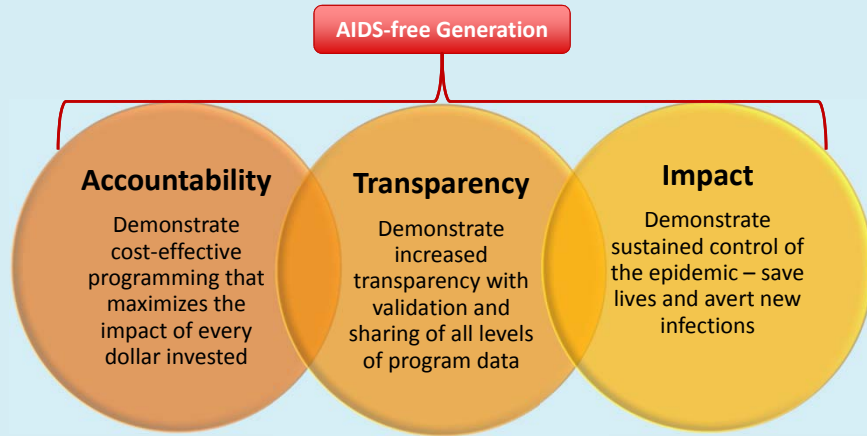 AIDS-free Generation
Accountability
Demonstrate
cost-effective
programming that
maximizes the
impact of every
dollar invested
Transparency
Demonstrate
increased
transparency with
validation and
sharing of all levels
of program data
Impact
Demonstrate
sustained control of
the epidemic – save
lives and avert new
infections